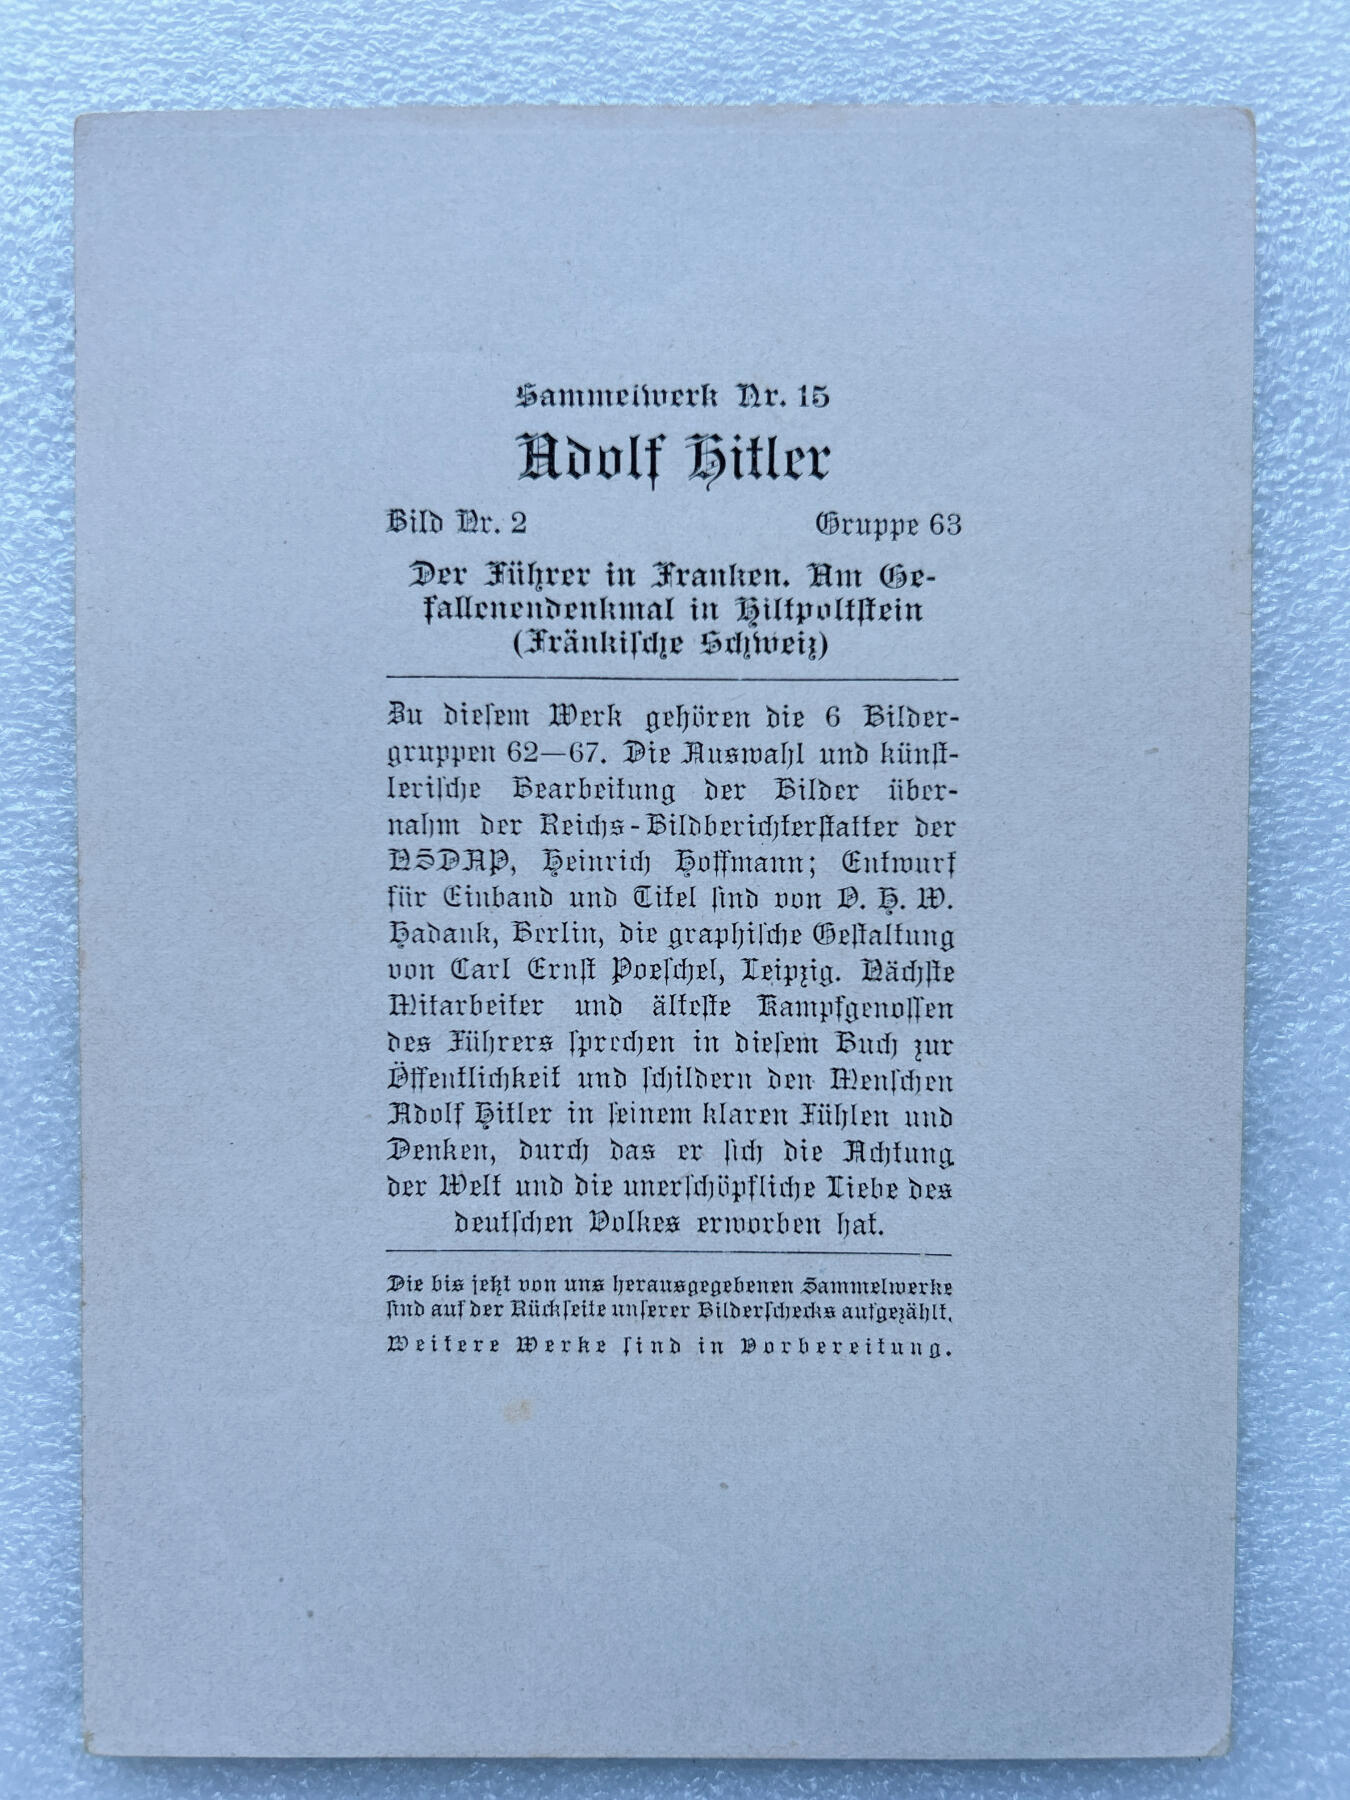 Sammelwerk Nr. 15
Adolf Hitler
Bild Nr. 2 Gruppe 63
Der Führer in Franken. Am Ge-
fallenendenkmal in Hiltpoltſtein
(Fränkiſche Schweiz)
Zu dieſem Werk gehören die 6 Bilder-
gruppen 62—67. Die Auswahl und künſt-
leriſche Bearbeitung der Bilder über-
nahm der Reichs-Bildberichterſtatter der
NSDAP, Heinrich Hoffmann; Entwurf
für Einband und Titel ſind von O. H. W.
Hadank, Berlin, die graphiſche Geſtaltung
von Carl Ernſt Poeſchel, Leipzig. Nächſte
Mitarbeiter und älteſte Kampfgenoſſen
des Führers ſprechen in dieſem Buch zur
Öffentlichkeit und ſchildern den Menſchen
Adolf Hitler in ſeinem klaren Fühlen und
Denken, durch das er ſich die Achtung
der Welt und die unerſchöpfliche Liebe des
deutſchen Volkes erworben hat.
Die bis jetzt von uns herausgegebenen Sammelwerke
ſind auf der Rückſeite unſerer Bilderſchecks aufgezählt.
Weitere Werke ſind in Vorbereitung.